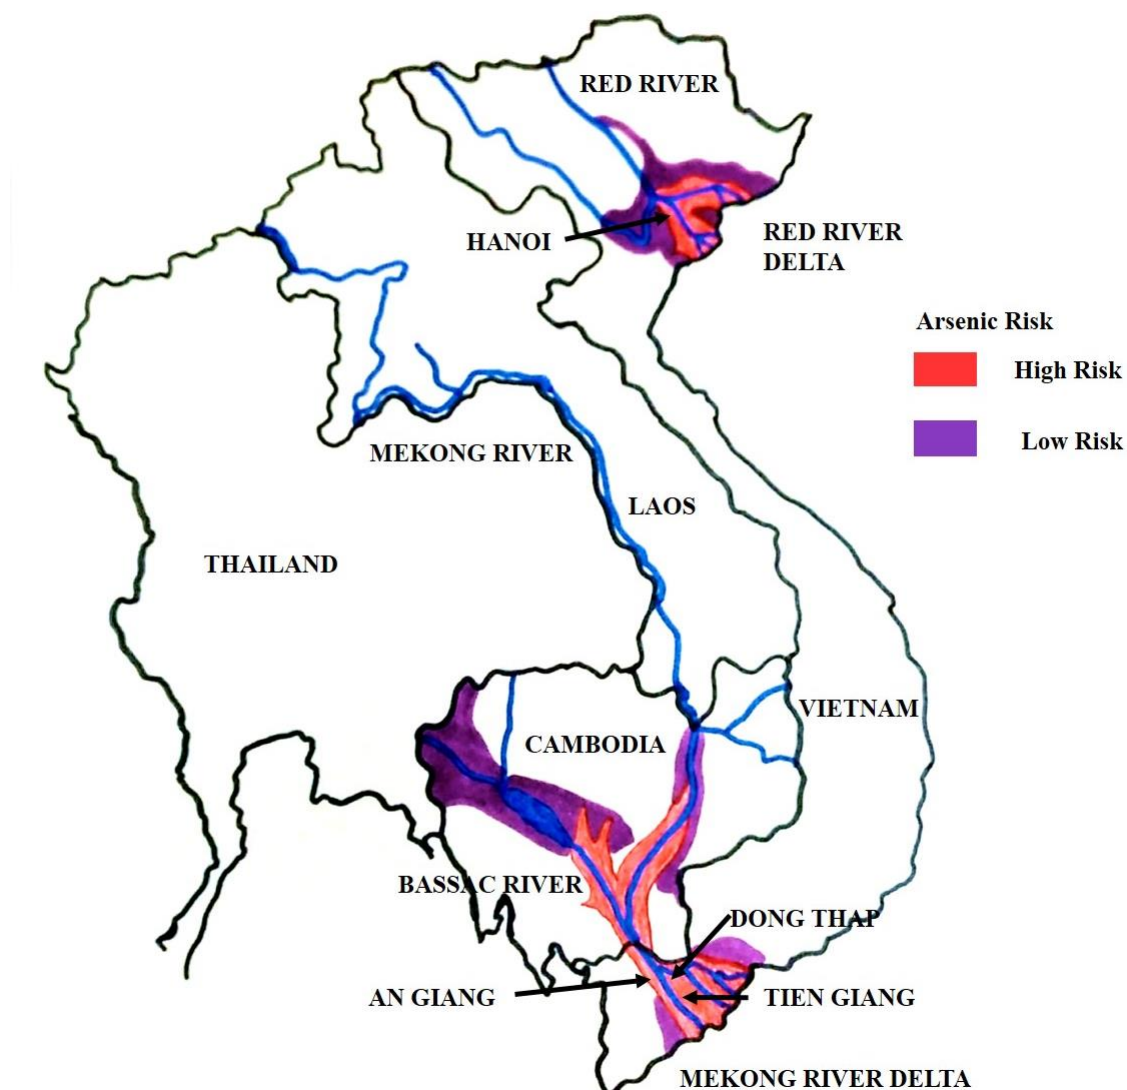 RED RIVER
HANOI
RED RIVER
DELTA
Arsenic Risk
High Risk
Low Risk
MEKONG RIVER
LAOS
THAILAND
VIETNAM
CAMBODIA
BASSAC RIVER
DONG THAP
AN GIANG
TIEN GIANG
MEKONG RIVER DELTA